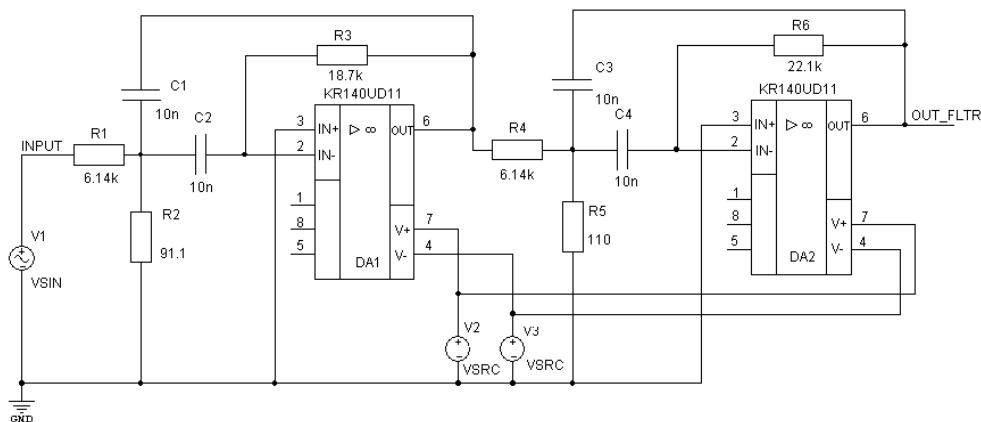 R3
18.7k
C1
10n
C2
10n
KR140UD11
R1
INPUT
6.14k
3
IN+
▷ ∞
OUT
6
2
IN-
1
8
5
V+
7
V-
4
DA1
R2
91.1
V1
VSIN
R6
22.1k
C3
10n
C4
10n
KR140UD11
R4
6.14k
3
IN+
▷ ∞
OUT
6
OUT_FLTR
2
IN-
1
8
5
V+
7
V-
4
DA2
R5
110
V2
VSRC
V3
VSRC
GND